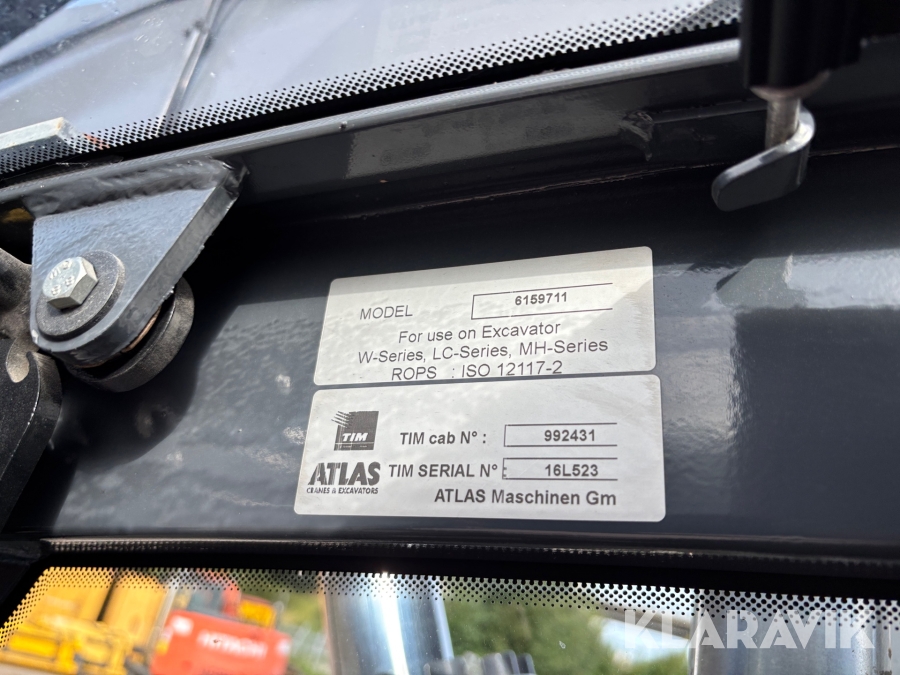 MODEL 6159711
For use on Excavator
W-Series, LC-Series, MH-Series
ROPS : ISO 12117-2
TIM
TIM cab N° : 992431
ATLAS
CRANES & EXCAVATORS
TIM SERIAL N° : 16L523
ATLAS Maschinen Gm
HITACHI
KLARAVIK